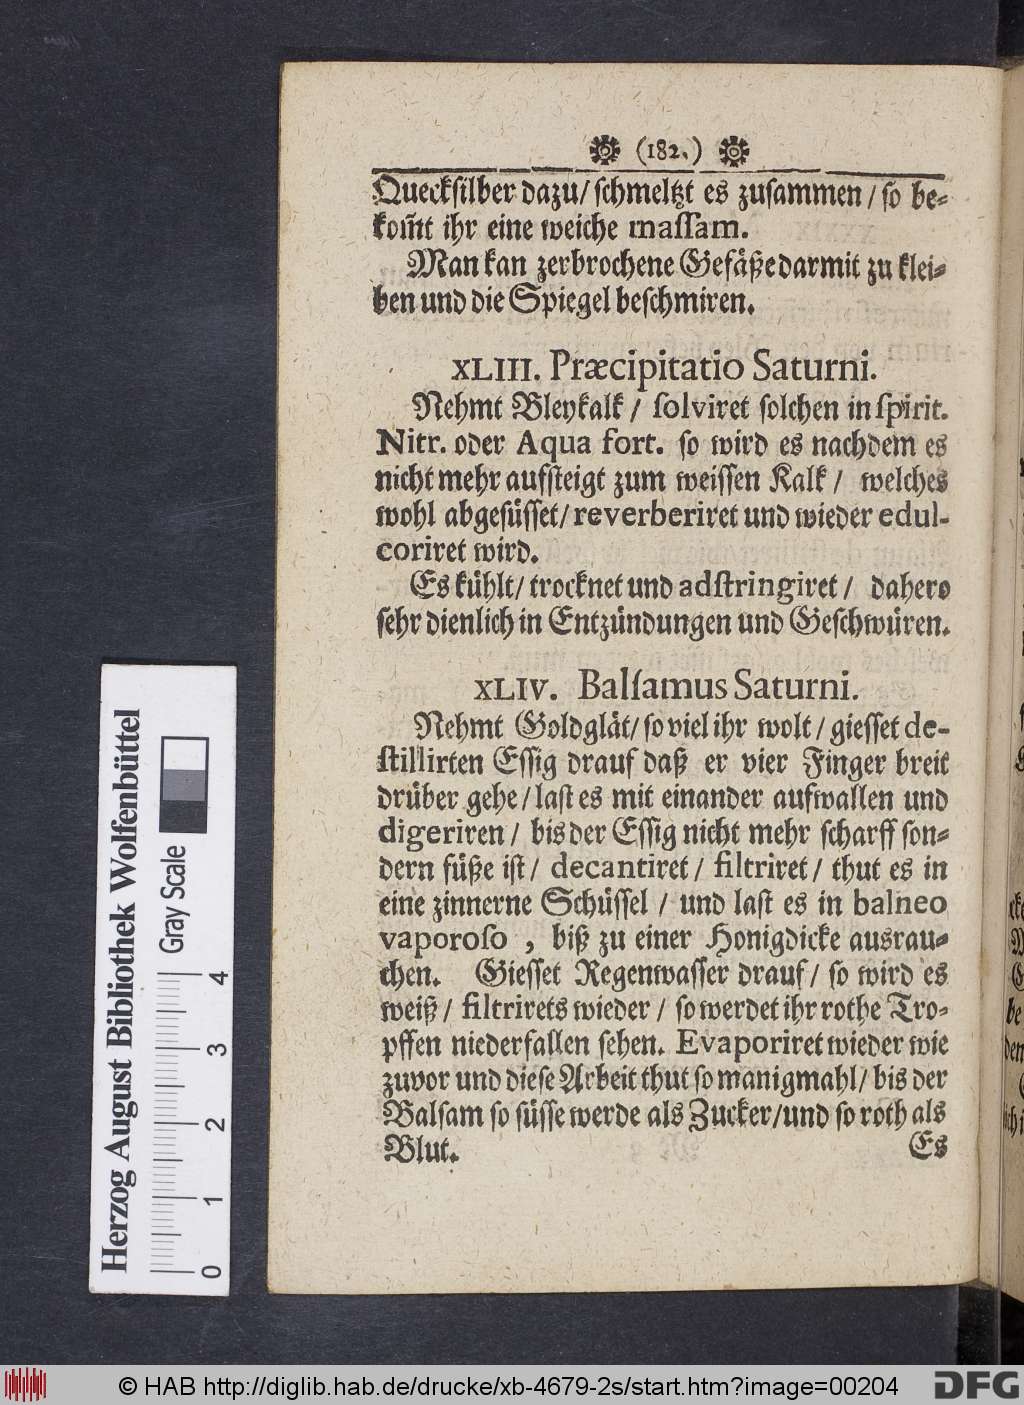 (182.)
Queckſilber dazu / ſchmeltzt es zuſammen / ſo be-
kom̃t ihr eine weiche maſſam.
Man kan zerbrochene Gefäße darmit zu klei-
ben und die Spiegel beſchmiren.
XLIII. Præcipitatio Saturni.
Nehmt Bleykalk / ſolviret ſolchen in ſpirit.
Nitr. oder Aqua fort. ſo wird es nachdem es
nicht mehr aufſteigt zum weiſſen Kalk / welches
wohl abgeſüſſet / reverberiret und wieder edul-
coriret wird.
Es kühlt / trocknet und adſtringiret / dahero
ſehr dienlich in Entzündungen und Geſchwüren.
XLIV. Balſamus Saturni.
Nehmt Goldglät / ſo viel ihr wolt / gieſſet de-
ſtillirten Eſſig drauf daß er vier Finger breit
drüber gehe / laſt es mit einander aufwallen und
digeriren / bis der Eſſig nicht mehr ſcharff ſon-
dern füße iſt / decantiret / filtriret / thut es in
eine zinnerne Schüſſel / und laſt es in balneo
vaporoſo , biß zu einer Honigdicke ausrau-
chen. Gieſſet Regenwaſſer drauf / ſo wird es
weiß / filtrirets wieder / ſo werdet ihr rothe Tro-
pffen niederfallen ſehen. Evaporiret wieder wie
zuvor und dieſe Arbeit thut ſo manigmahl / bis der
Balſam ſo ſüſſe werde als Zucker / und ſo roth als
Blut. Es
Herzog August Bibliothek Wolfenbüttel
Gray Scale
0 1 2 3 4
© HAB http://diglib.hab.de/drucke/xb-4679-2s/start.htm?image=00204
DFG